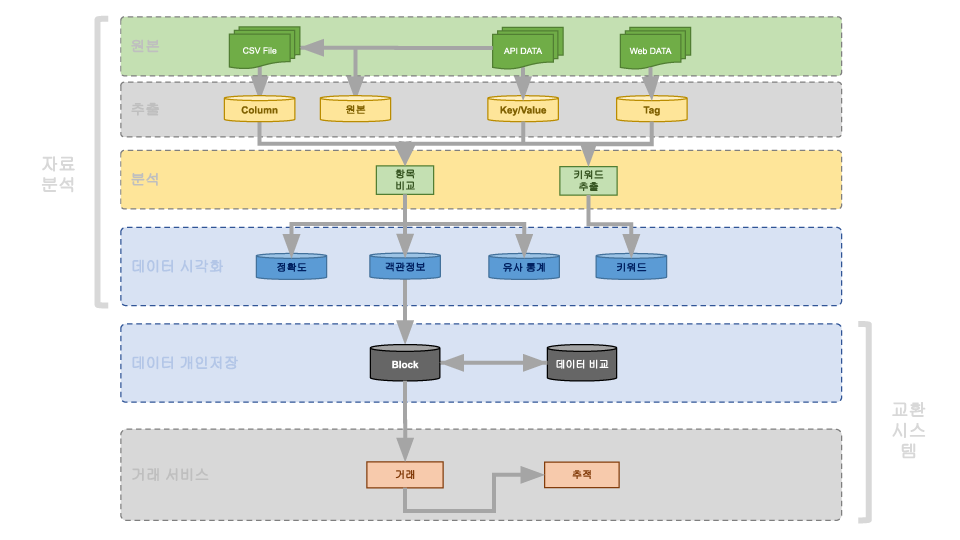 원본
CSV File
API DATA
Web DATA
추출
Column
원본
Key/Value
Tag
자료
분석
분석
항목
비교
키워드
추출
데이터 시각화
정확도
객관정보
유사 통계
키워드
데이터 개인저장
Block
데이터 비교
교환
시스
템
거래 서비스
거래
추적